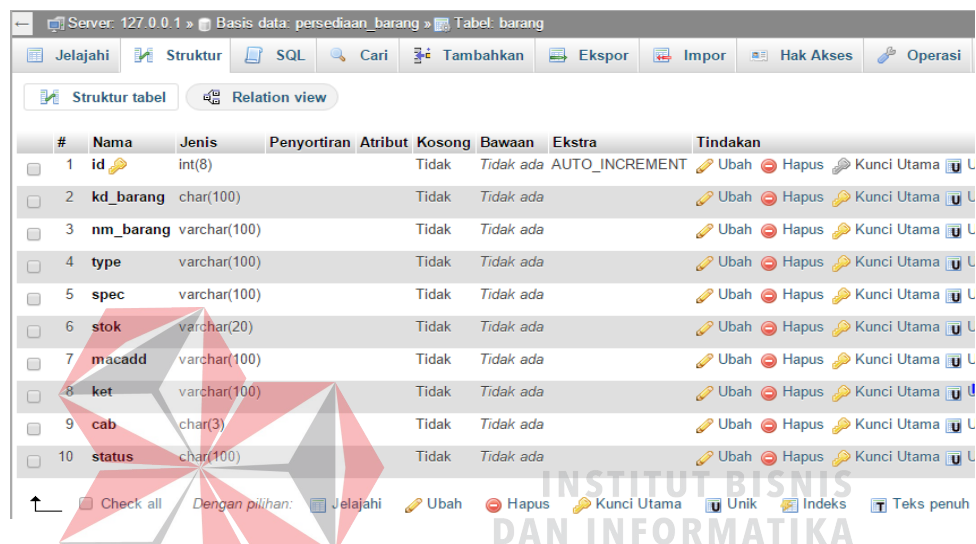 Server: 127.0.0.1 » Basis data: persediaan_barang » Tabel: barang
Jelajahi Struktur SQL Cari Tambahkan Ekspor Impor Hak Akses Operasi
Struktur tabel Relation view
# Nama Jenis Penyortiran Atribut Kosong Bawaan Ekstra Tindakan
1 id int(8) Tidak Tidak ada AUTO_INCREMENT Ubah Hapus Kunci Utama U
2 kd_barang char(100) Tidak Tidak ada Ubah Hapus Kunci Utama U
3 nm_barang varchar(100) Tidak Tidak ada Ubah Hapus Kunci Utama U
4 type varchar(100) Tidak Tidak ada Ubah Hapus Kunci Utama U
5 spec varchar(100) Tidak Tidak ada Ubah Hapus Kunci Utama U
6 stok varchar(20) Tidak Tidak ada Ubah Hapus Kunci Utama U
7 macadd varchar(100) Tidak Tidak ada Ubah Hapus Kunci Utama U
8 ket varchar(100) Tidak Tidak ada Ubah Hapus Kunci Utama U
9 cab char(3) Tidak Tidak ada Ubah Hapus Kunci Utama U
10 status char(100) Tidak Tidak ada Ubah Hapus Kunci Utama U
Check all Dengan pilihan: Jelajahi Ubah Hapus Kunci Utama Unik Indeks Teks penuh
INSTITUT BISNIS
DAN INFORMATIKA